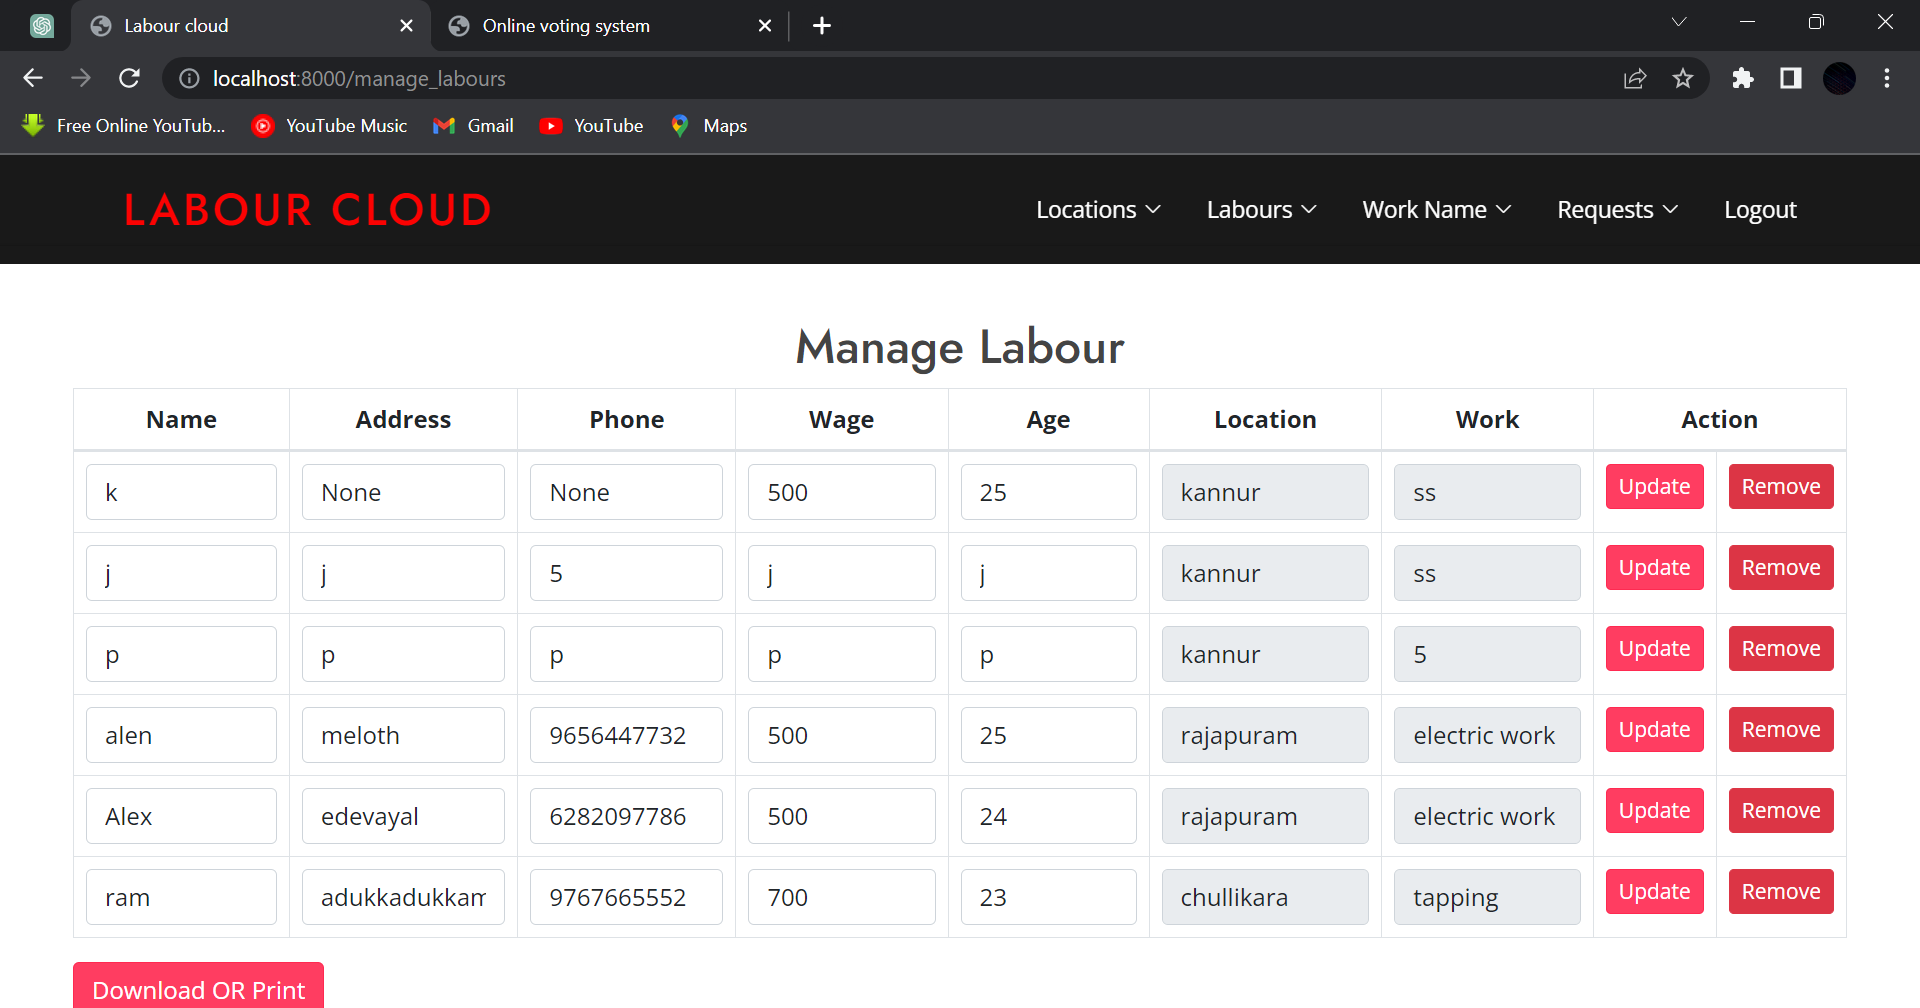 Labour cloud
Online voting system
localhost:8000/manage_labours
Free Online YouTub... YouTube Music Gmail YouTube Maps
LABOUR CLOUD Locations Labours Work Name Requests Logout
Manage Labour
Name Address Phone Wage Age Location Work Action
k None None 500 25 kannur ss Update Remove
j j 5 j j kannur ss Update Remove
p p p p p kannur 5 Update Remove
alen meloth 9656447732 500 25 rajapuram electric work Update Remove
Alex edevayal 6282097786 500 24 rajapuram electric work Update Remove
ram adukkadukkam 9767665552 700 23 chullikara tapping Update Remove
Download OR Print